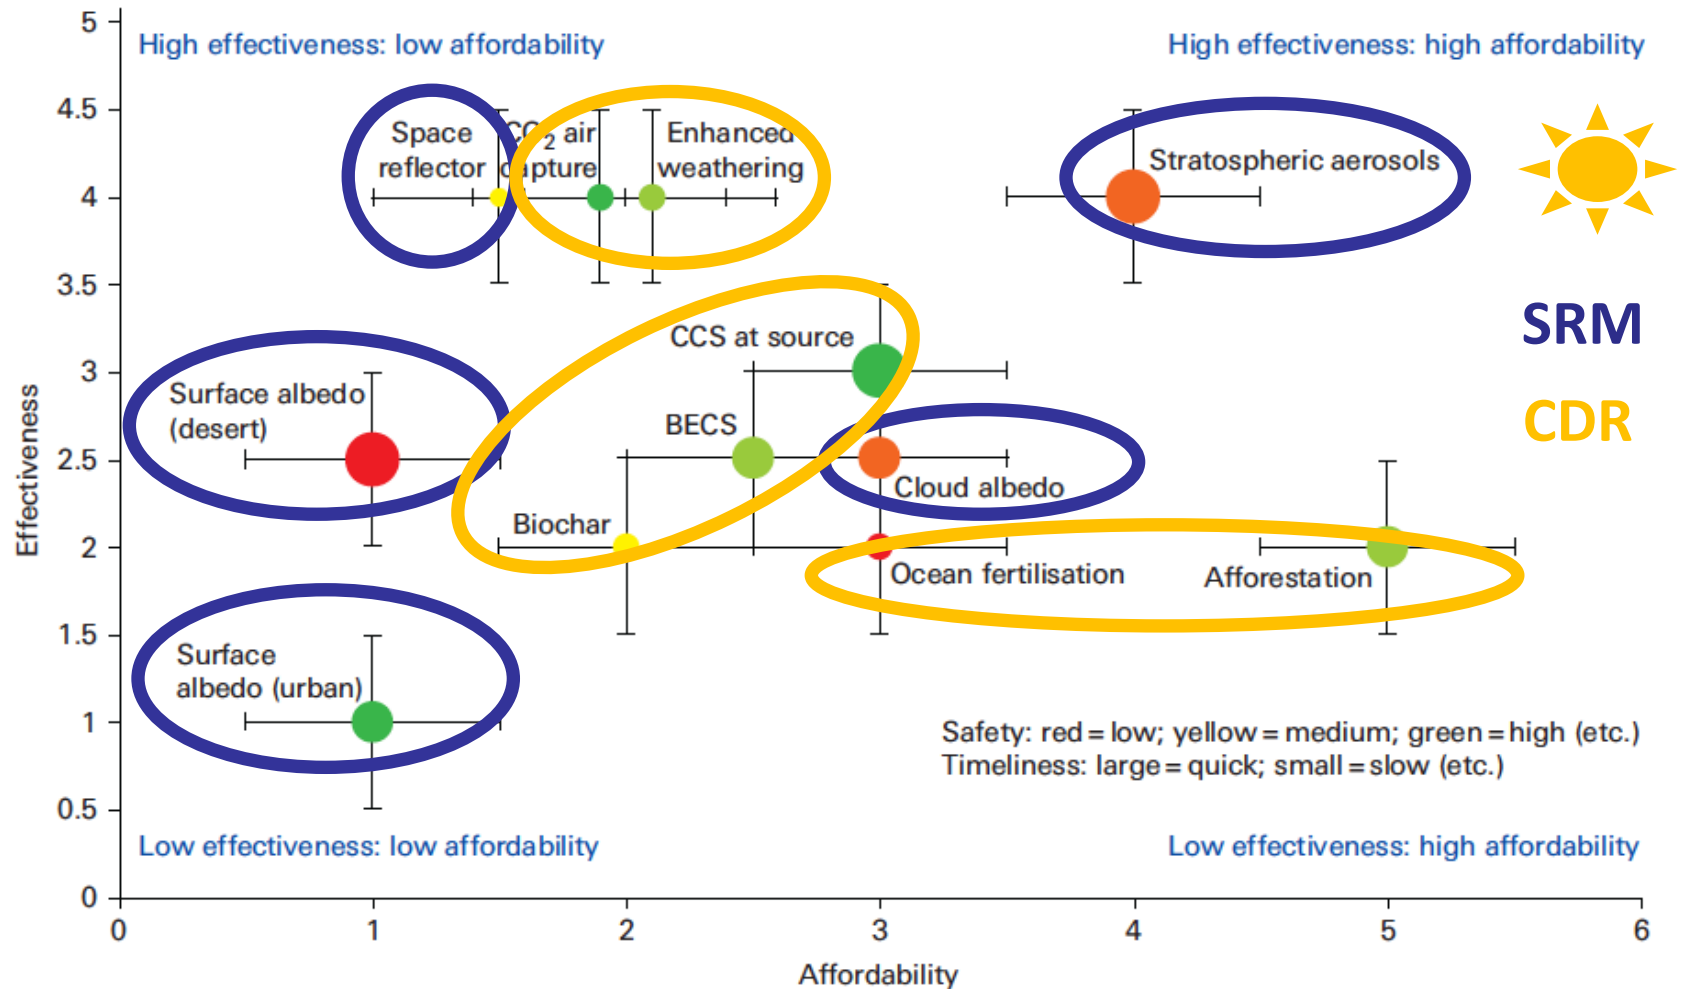 5
High effectiveness: low affordability
High effectiveness: high affordability
4.5
Space
reflector
CO2 air
capture
Enhanced
weathering
Stratospheric aerosols
4
3.5
SRM
CCS at source
3
Surface albedo
(desert)
CDR
BECS
2.5
Cloud albedo
Biochar
2
Ocean fertilisation
Afforestation
1.5
Surface
albedo (urban)
1
Safety: red = low; yellow = medium; green = high (etc.)
Timeliness: large = quick; small = slow (etc.)
0.5
Low effectiveness: low affordability
Low effectiveness: high affordability
0
Effectiveness
0 1 2 3 4 5 6
Affordability